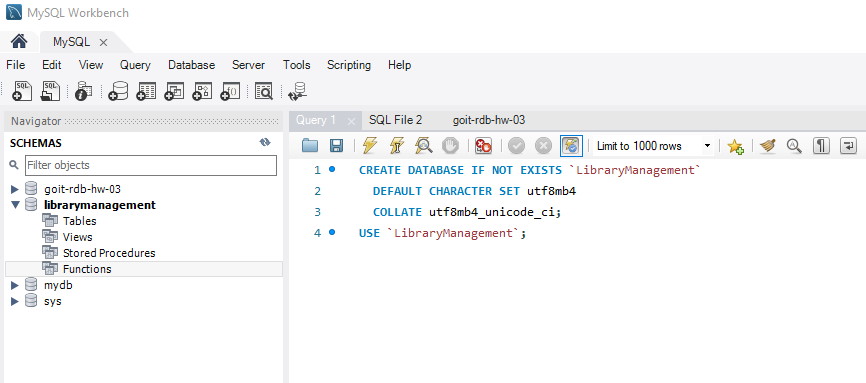 MySQL Workbench
MySQL
File Edit View Query Database Server Tools Scripting Help
SQL SQL
Navigator
SCHEMAS
Filter objects
goit-rdb-hw-03
librarymanagement
Tables
Views
Stored Procedures
Functions
mydb
sys
Query 1 SQL File 2 goit-rdb-hw-03
Limit to 1000 rows
1 CREATE DATABASE IF NOT EXISTS `LibraryManagement`
2 DEFAULT CHARACTER SET utf8mb4
3 COLLATE utf8mb4_unicode_ci;
4 USE `LibraryManagement`;